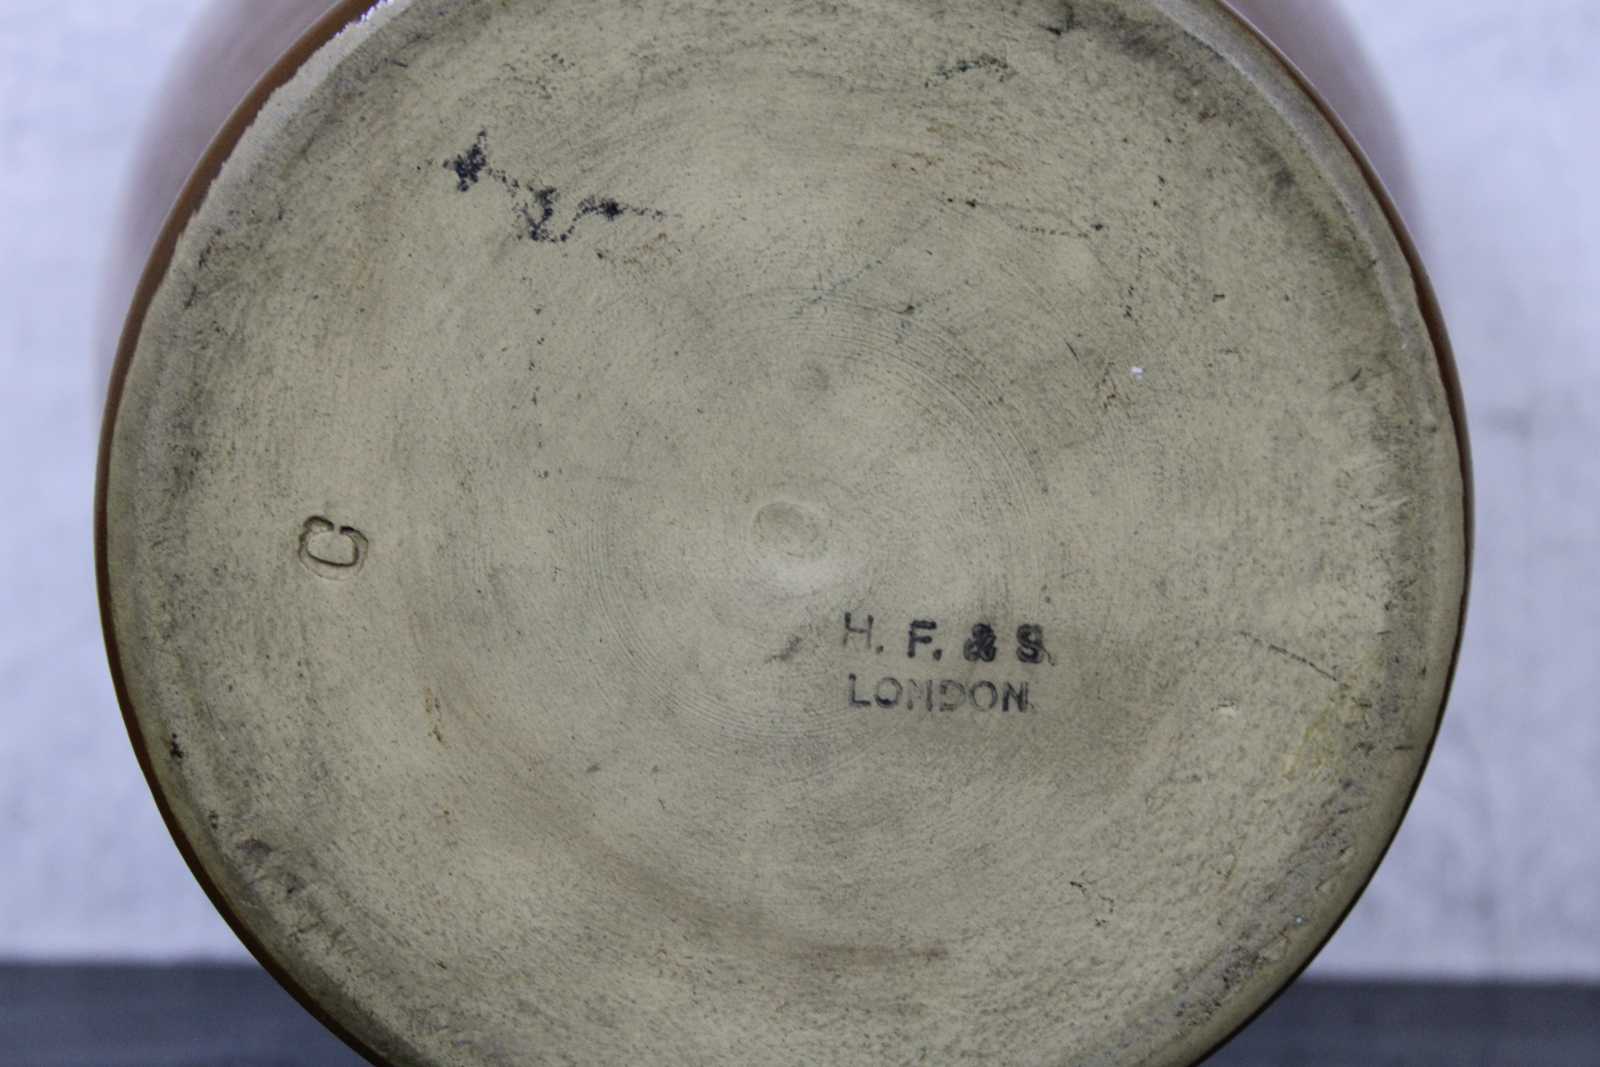 C
H. F. & S.
LONDON.